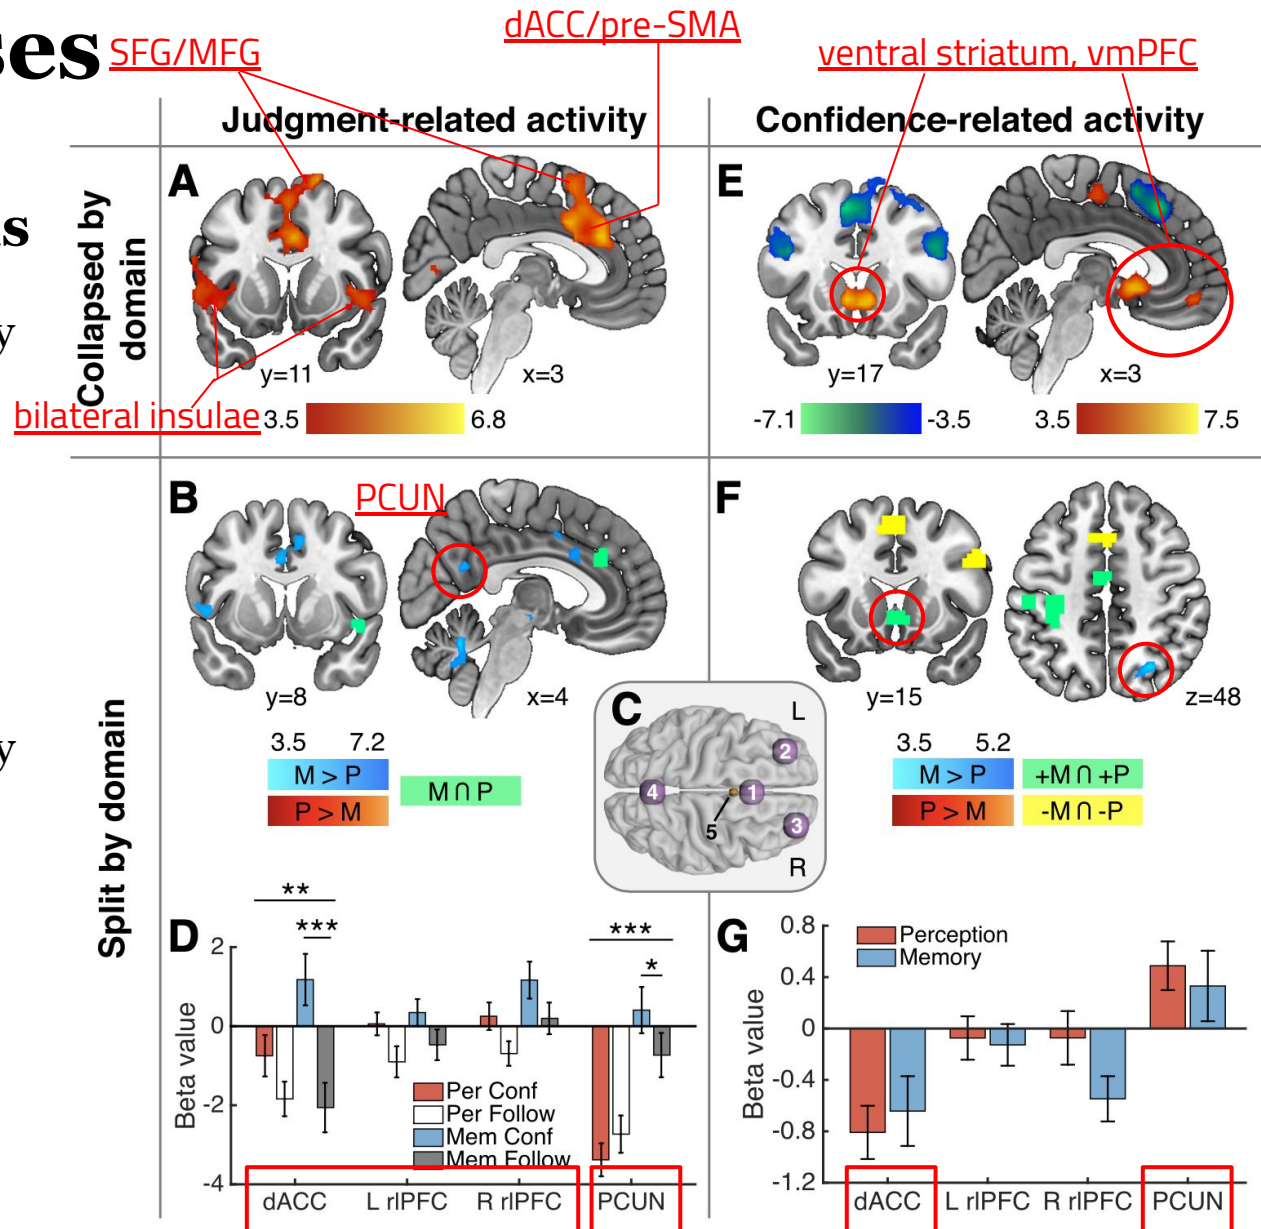 ses
SFG/MFG
dACC/pre-SMA
ventral striatum, vmPFC
Judgment-related activity
Confidence-related activity
Collapsed by
domain
A
y=11
x=3
bilateral insulae
3.5
6.8
E
y=17
x=3
-7.1
-3.5
3.5
7.5
s
y
Split by domain
B
PCUN
y=8
x=4
3.5 7.2
M > P
P > M
M ∩ P
F
y=15
z=48
3.5 5.2
M > P
P > M
+M ∩ +P
-M ∩ -P
y
C
L
2
4
1
3
5
R
D
**
***
***
*
2
0
-2
-4
Beta value
Per Conf
Per Follow
Mem Conf
Mem Follow
dACC
L rlPFC
R rlPFC
PCUN
G
Perception
Memory
0.8
0.4
0
-0.4
-0.8
-1.2
Beta value
dACC
L rlPFC
R rlPFC
PCUN